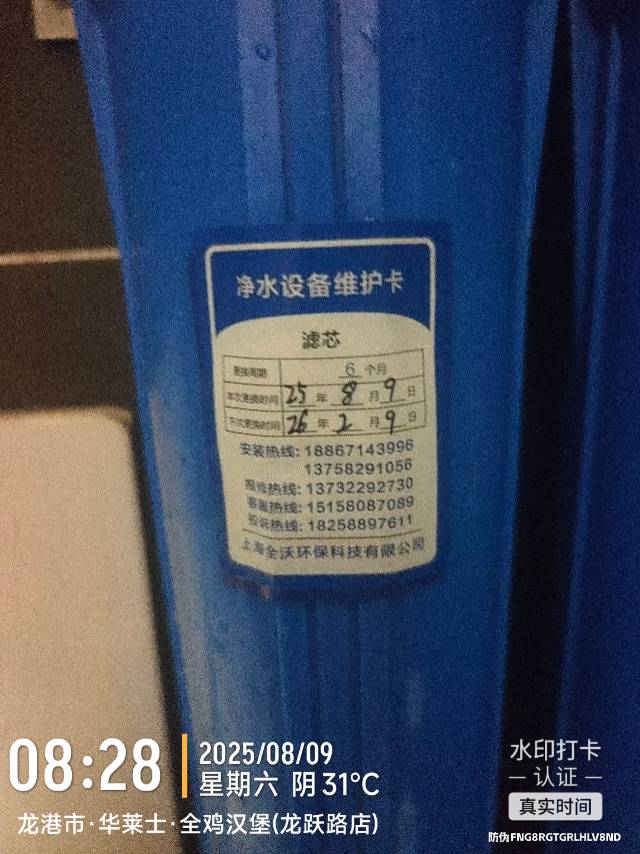 净水设备维护卡
滤芯
更换周期 6 个月
本次更换时间 25 年 8 月 9 日
下次更换时间 26 年 2 月 9 日
安装热线: 18867143996
13758291056
报修热线: 13732292730
客服热线: 15158087089
投诉热线: 18258897611
上海全沃环保科技有限公司
08:28
2025/08/09
星期六 阴 31℃
龙港市·华莱士·全鸡汉堡(龙跃路店)
水印打卡
认证
真实时间
防伪FNG8RGTGRLHLV8ND